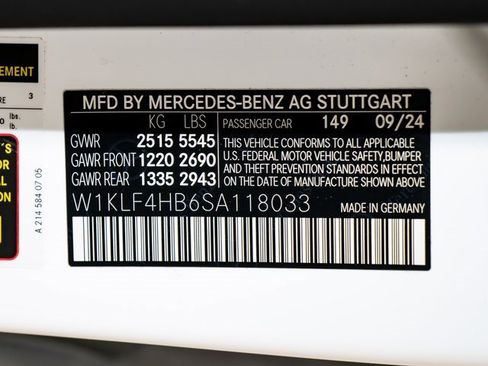 MFD BY MERCEDES-BENZ AG STUTTGART
KG LBS
PASSENGER CAR 149 09/24
GVWR 2515 5545
GAWR FRONT 1220 2690
GAWR REAR 1335 2943
THIS VEHICLE CONFORMS TO ALL APPLICABLE
U.S. FEDERAL MOTOR VEHICLE SAFETY,BUMPER
AND THEFT PREVENTION STANDARDS IN EFFECT
ON THE DATE OF MANUFACTURE SHOWN ABOVE.
W1KLF4HB6SA118033
MADE IN GERMANY
EMENT
3
lbs.
lb.
'S
A 214 584 07 05